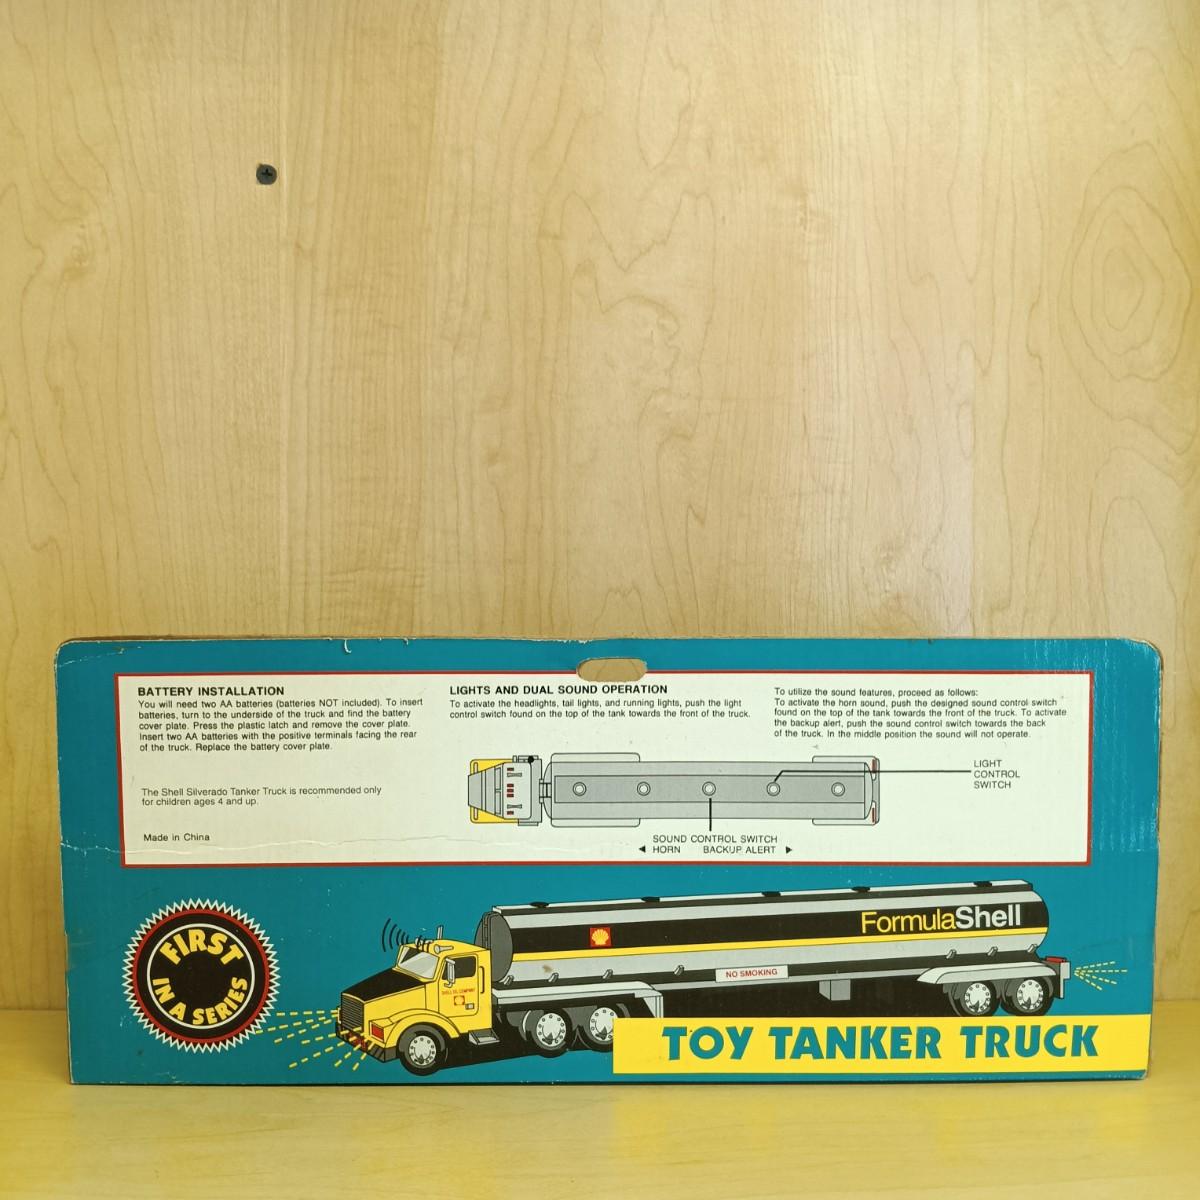 BATTERY INSTALLATION
You will need two AA batteries (batteries NOT included). To insert
batteries, turn to the underside of the truck and find the battery
cover plate. Press the plastic latch and remove the cover plate.
Insert two AA batteries with the positive terminals facing the rear
of the truck. Replace the battery cover plate.
The Shell Silverado Tanker Truck is recommended only
for children ages 4 and up.
Made in China
LIGHTS AND DUAL SOUND OPERATION
To activate the headlights, tail lights, and running lights, push the light
control switch found on the top of the tank towards the front of the truck.
To utilize the sound features, proceed as follows:
To activate the horn sound, push the designed sound control switch
found on top of the tank towards the front of the truck. To activate
the backup alert, push the sound control switch towards the back
of the truck. In the middle position the sound will not operate.
LIGHT
CONTROL
SWITCH
SOUND CONTROL SWITCH
◄ HORN BACKUP ALERT ►
FIRST
IN A SERIES
FormulaShell
SHELL OIL COMPANY
NO SMOKING
TOY TANKER TRUCK